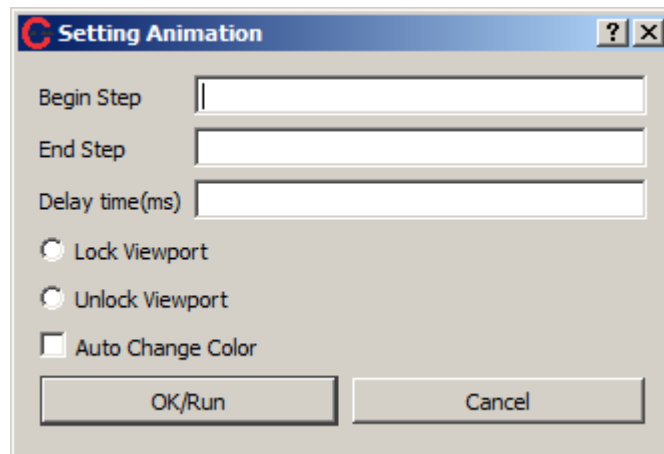 Setting Animation
Begin Step
End Step
Delay time(ms)
Lock Viewport
Unlock Viewport
Auto Change Color
OK/Run Cancel